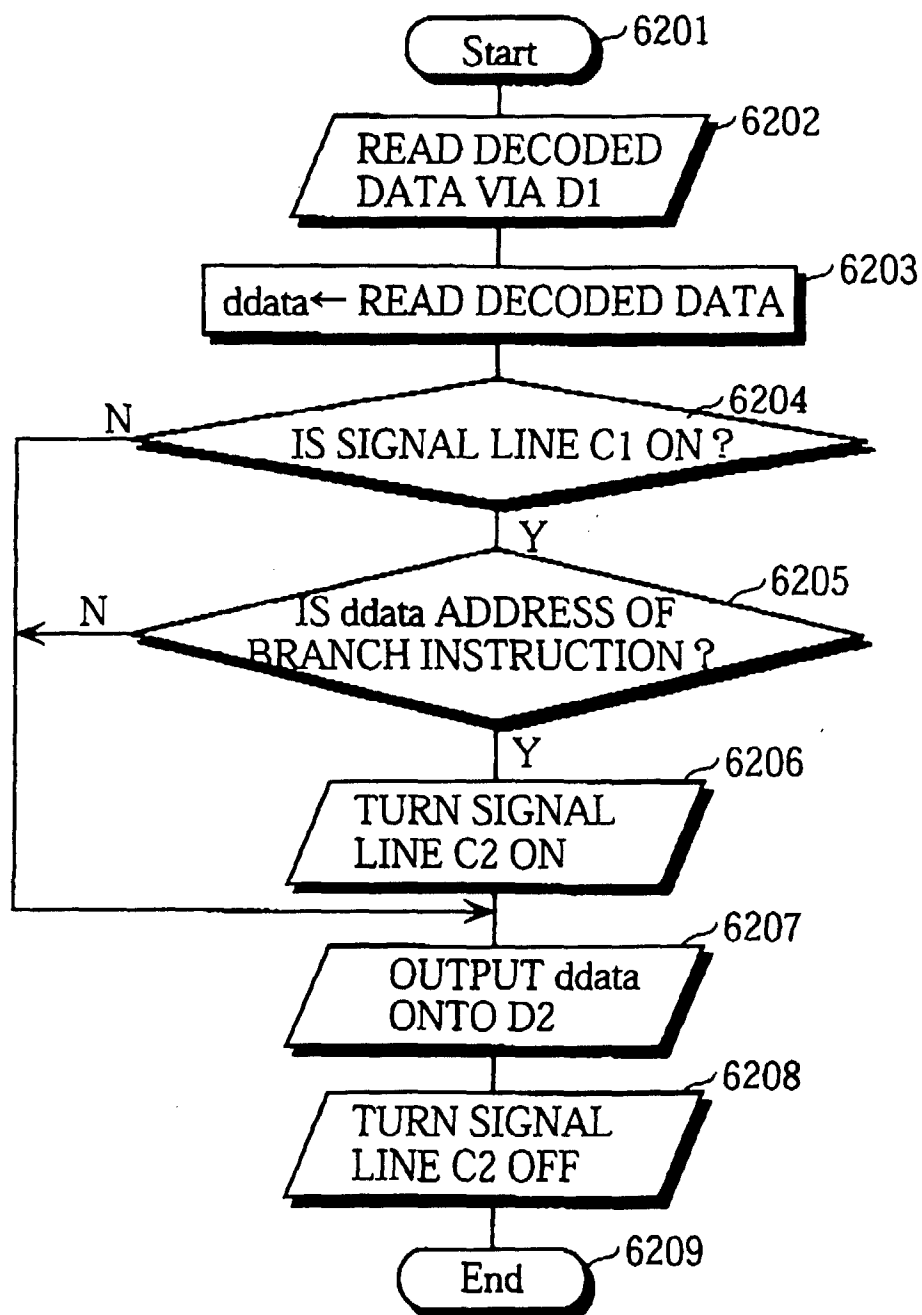 Start
6201
6202
READ DECODED
DATA VIA D1
6203
ddata← READ DECODED DATA
6204
N
IS SIGNAL LINE C1 ON ?
Y
6205
N
IS ddata ADDRESS OF
BRANCH INSTRUCTION ?
Y
6206
TURN SIGNAL
LINE C2 ON
6207
OUTPUT ddata
ONTO D2
6208
TURN SIGNAL
LINE C2 OFF
6209
End